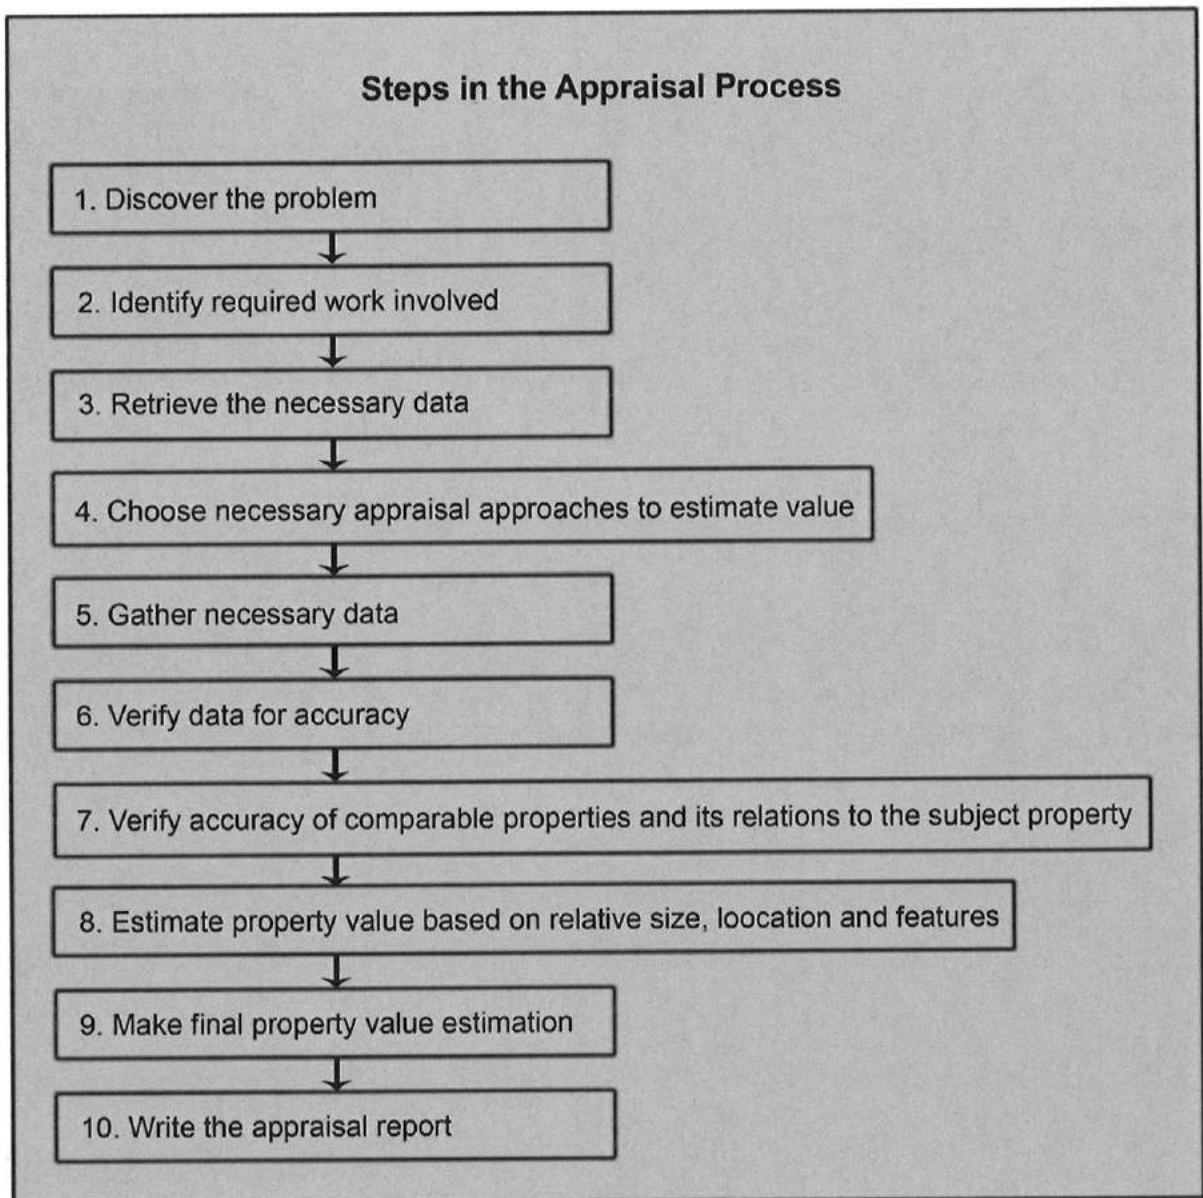 Steps in the Appraisal Process
1. Discover the problem
2. Identify required work involved
3. Retrieve the necessary data
4. Choose necessary appraisal approaches to estimate value
5. Gather necessary data
6. Verify data for accuracy
7. Verify accuracy of comparable properties and its relations to the subject property
8. Estimate property value based on relative size, loocation and features
9. Make final property value estimation
10. Write the appraisal report